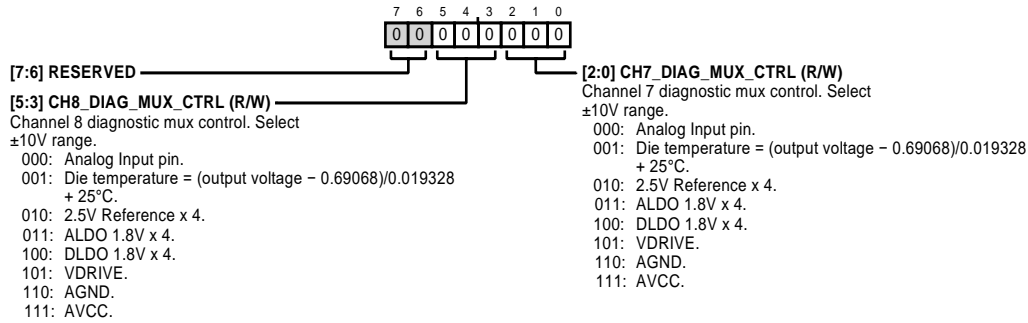 7 6 5 4 3 2 1 0
0 0 0 0 0 0 0 0
[7:6] RESERVED
[5:3] CH8_DIAG_MUX_CTRL (R/W)
Channel 8 diagnostic mux control. Select
±10V range.
000: Analog Input pin.
001: Die temperature = (output voltage − 0.69068)/0.019328
+ 25°C.
010: 2.5V Reference x 4.
011: ALDO 1.8V x 4.
100: DLDO 1.8V x 4.
101: VDRIVE.
110: AGND.
111: AVCC.
[2:0] CH7_DIAG_MUX_CTRL (R/W)
Channel 7 diagnostic mux control. Select
±10V range.
000: Analog Input pin.
001: Die temperature = (output voltage − 0.69068)/0.019328
+ 25°C.
010: 2.5V Reference x 4.
011: ALDO 1.8V x 4.
100: DLDO 1.8V x 4.
101: VDRIVE.
110: AGND.
111: AVCC.